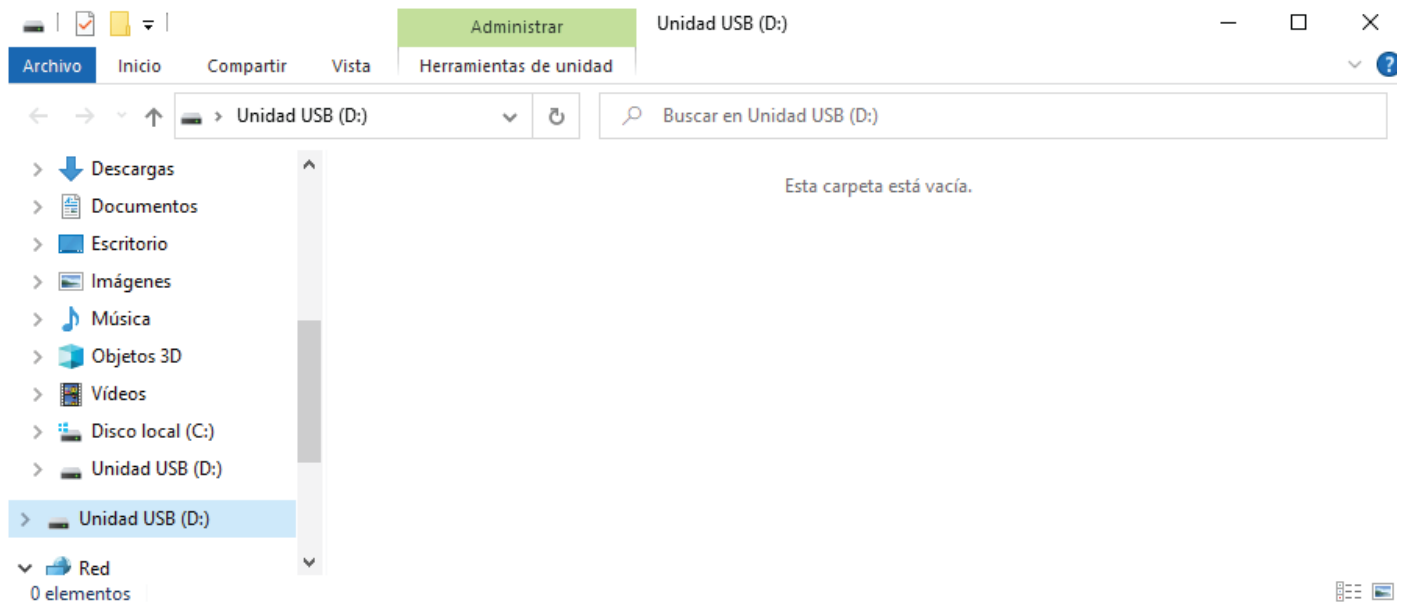 Administrar
Unidad USB (D:)
Archivo Inicio Compartir Vista Herramientas de unidad
Unidad USB (D:)
Buscar en Unidad USB (D:)
Descargas
Documentos
Escritorio
Imágenes
Música
Objetos 3D
Vídeos
Disco local (C:)
Unidad USB (D:)
Unidad USB (D:)
Red
0 elementos
Esta carpeta está vacía.